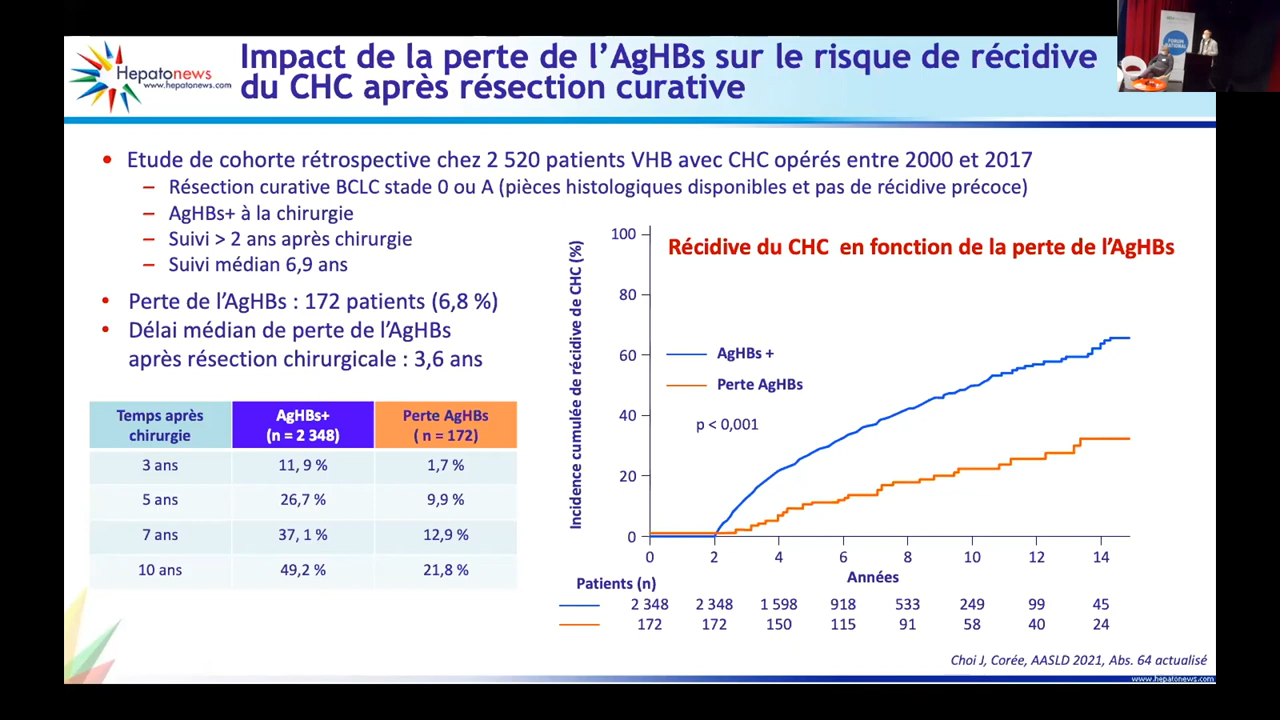 Hepatonews
www.hepatonews.com
Impact de la perte de l'AgHBs sur le risque de récidive
du CHC après résection curative
FORUM
NATIONAL
• Etude de cohorte rétrospective chez 2 520 patients VHB avec CHC opérés entre 2000 et 2017
– Résection curative BCLC stade 0 ou A (pièces histologiques disponibles et pas de récidive précoce)
– AgHBs+ à la chirurgie
– Suivi > 2 ans après chirurgie
– Suivi médian 6,9 ans
• Perte de l'AgHBs : 172 patients (6,8 %)
• Délai médian de perte de l'AgHBs
après résection chirurgicale : 3,6 ans
Temps après chirurgie AgHBs+ (n = 2 348) Perte AgHBs ( n = 172)
3 ans 11, 9 % 1,7 %
5 ans 26,7 % 9,9 %
7 ans 37, 1 % 12,9 %
10 ans 49,2 % 21,8 %
Récidive du CHC en fonction de la perte de l'AgHBs
Incidence cumulée de récidive de CHC (%)
100
80
60
40
20
0
AgHBs +
Perte AgHBs
p < 0,001
0 2 4 6 8 10 12 14
Années
Patients (n)
2 348 2 348 1 598 918 533 249 99 45
172 172 150 115 91 58 40 24
Choi J, Corée, AASLD 2021, Abs. 64 actualisé
www.hepatonews.com